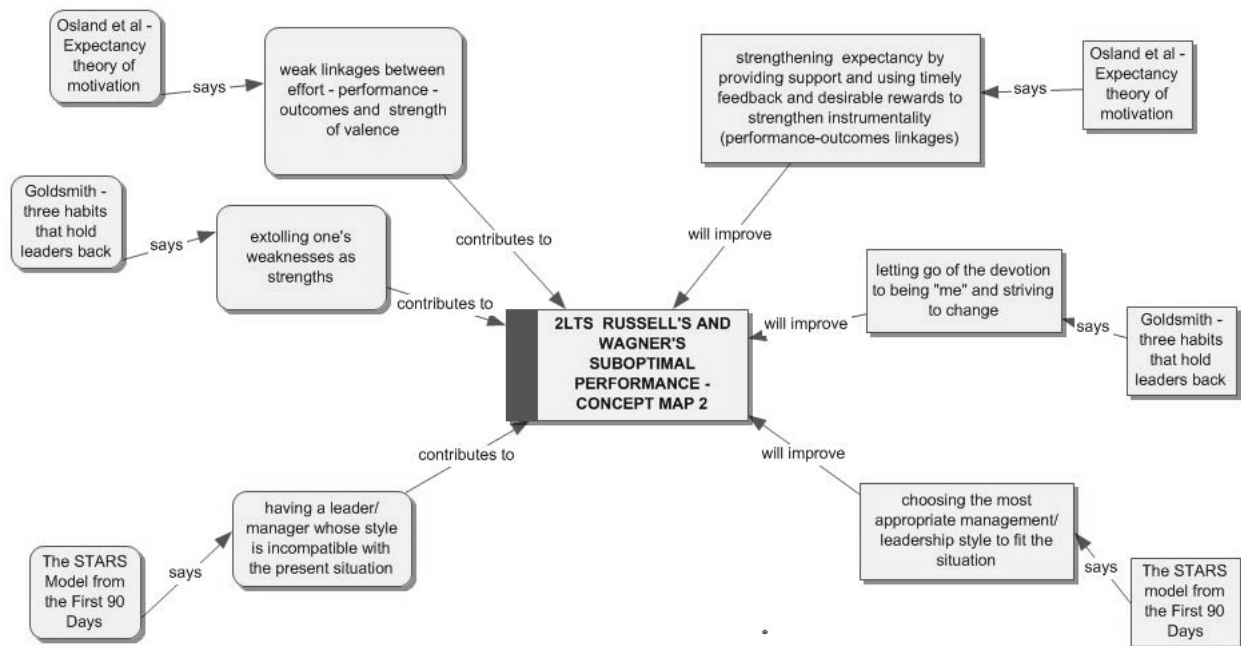 Osland et al -
Expectancy
theory of
motivation
says
weak linkages between
effort - performance -
outcomes and strength
of valence
contributes to
strengthening expectancy by
providing support and using timely
feedback and desirable rewards to
strengthen instrumentality
(performance-outcomes linkages)
says
Osland et al -
Expectancy
theory of
motivation
will improve
Goldsmith -
three habits
that hold
leaders back
says
extolling one's
weaknesses as
strengths
contributes to
letting go of the devotion
to being "me" and striving
to change
will improve
says
Goldsmith -
three habits
that hold
leaders back
2LTS RUSSELL'S AND
WAGNER'S
SUBOPTIMAL
PERFORMANCE -
CONCEPT MAP 2
contributes to
having a leader/
manager whose style
is incompatible with
the present situation
says
The STARS
Model from
the First 90
Days
will improve
choosing the most
appropriate management/
leadership style to fit the
situation
says
The STARS
model from
the First 90
Days